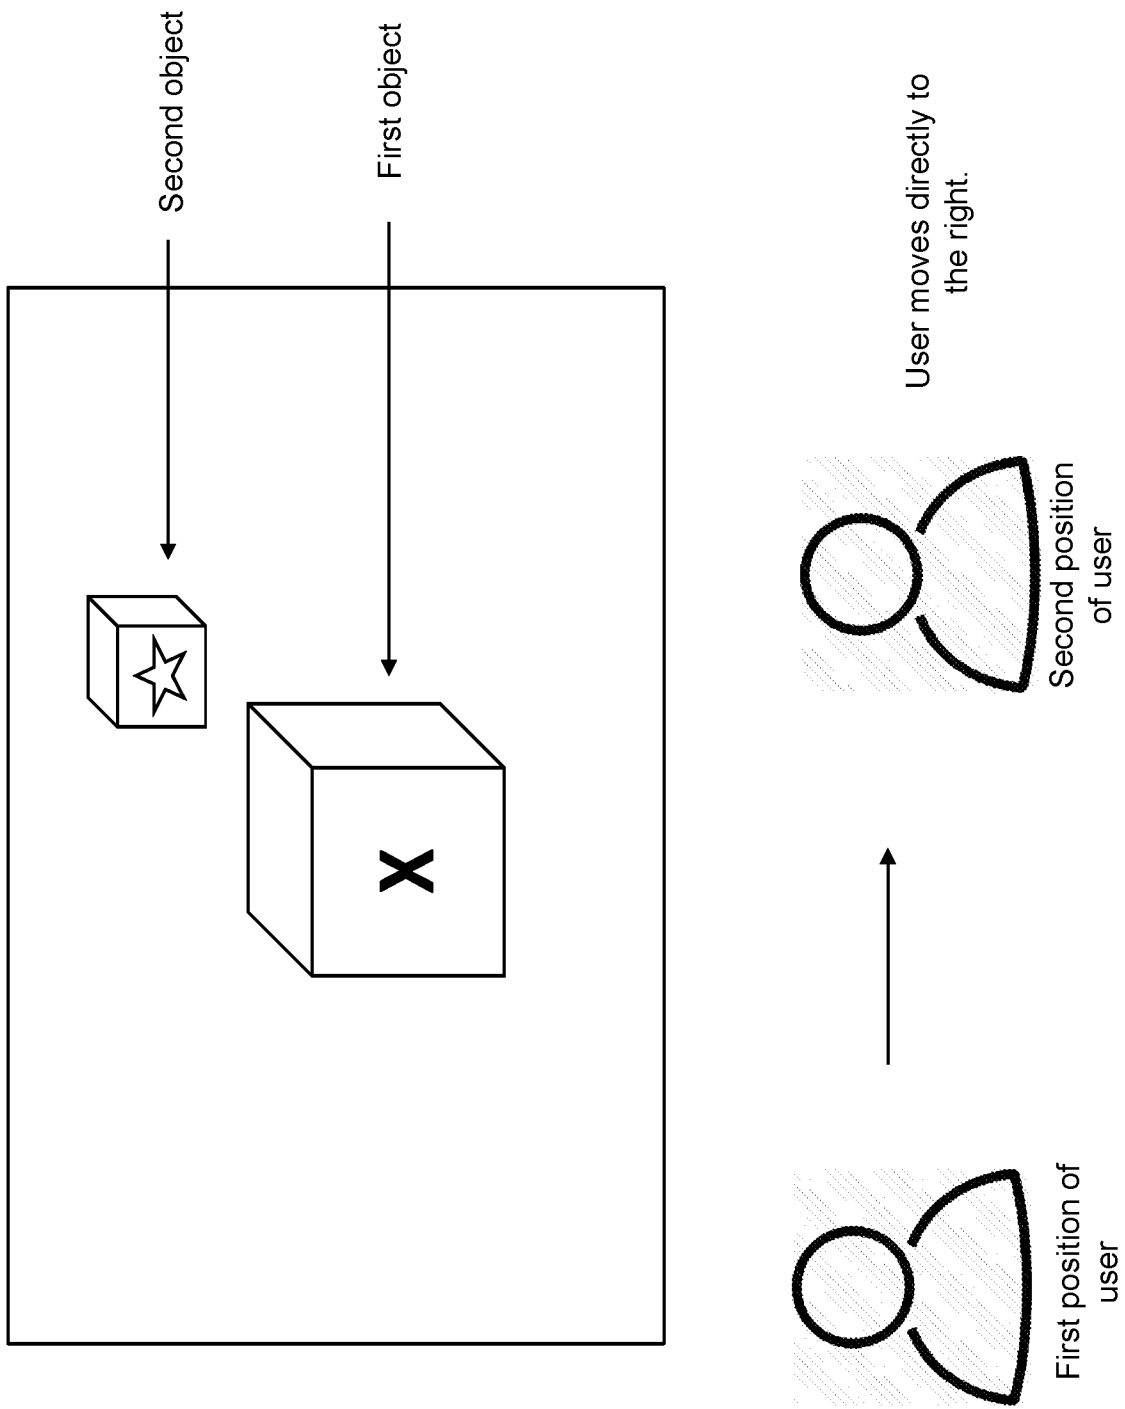 Second object
First object
X
User moves directly to
the right.
First position of
user
Second position
of user